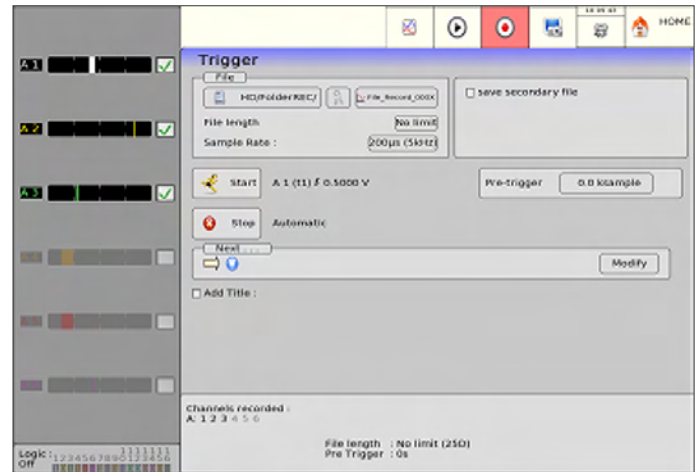 HOME
Trigger
File
HD/FolderREC/
File_Record_000X
save secondary file
File length
No limit
Sample Rate :
200µs (5kHz)
A 1
A 2
A 3
Start
A 1 (t1) ƒ 0.5000 V
Pre-trigger
0.0 ksample
Stop
Automatic
Next . . .
Modify
Add Title :
Channels recorded :
A: 1 2 3 4 5 6
File length : No limit (25D)
Pre Trigger : 0s
Logic :
Off
1234567890123456